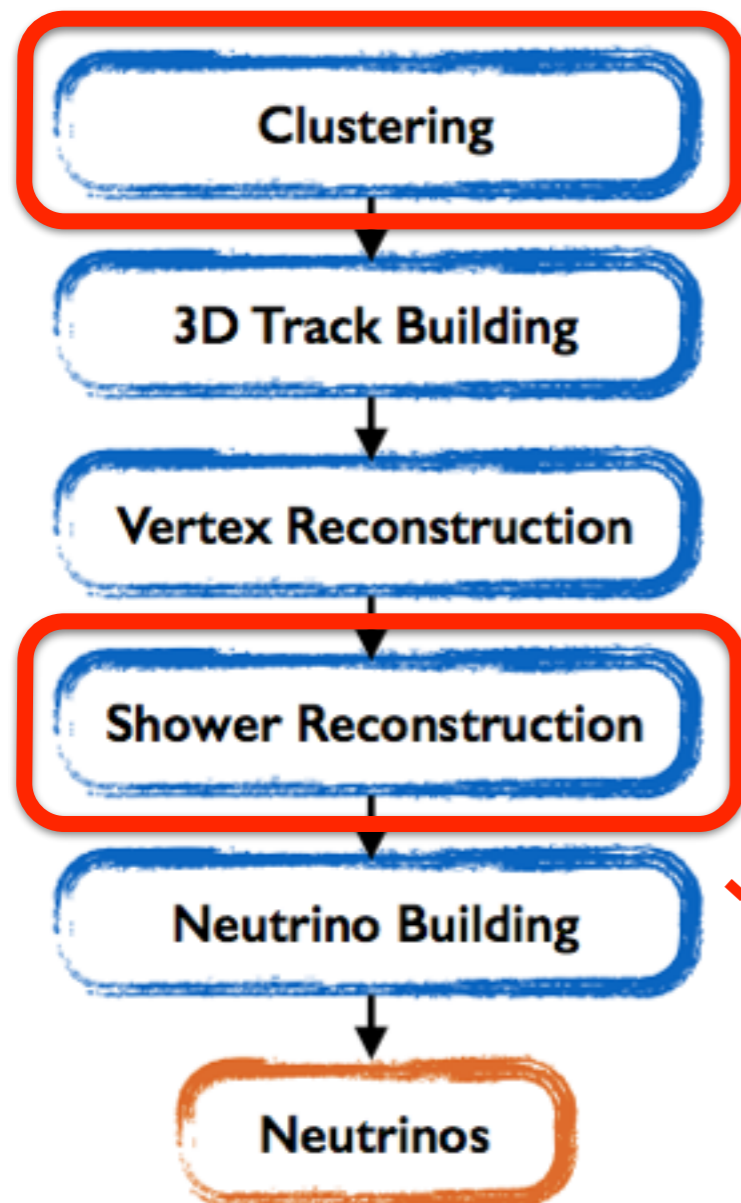 Clustering
3D Track Building
Vertex Reconstruction
Shower Reconstruction
Neutrino Building
Neutrinos